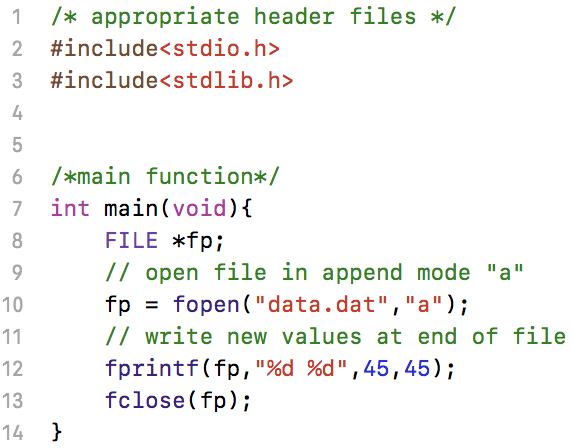 1 /* appropriate header files */
2 #include<stdio.h>
3 #include<stdlib.h>
4
5
6 /*main function*/
7 int main(void){
8 FILE *fp;
9 // open file in append mode "a"
10 fp = fopen("data.dat","a");
11 // write new values at end of file
12 fprintf(fp,"%d %d",45,45);
13 fclose(fp);
14 }